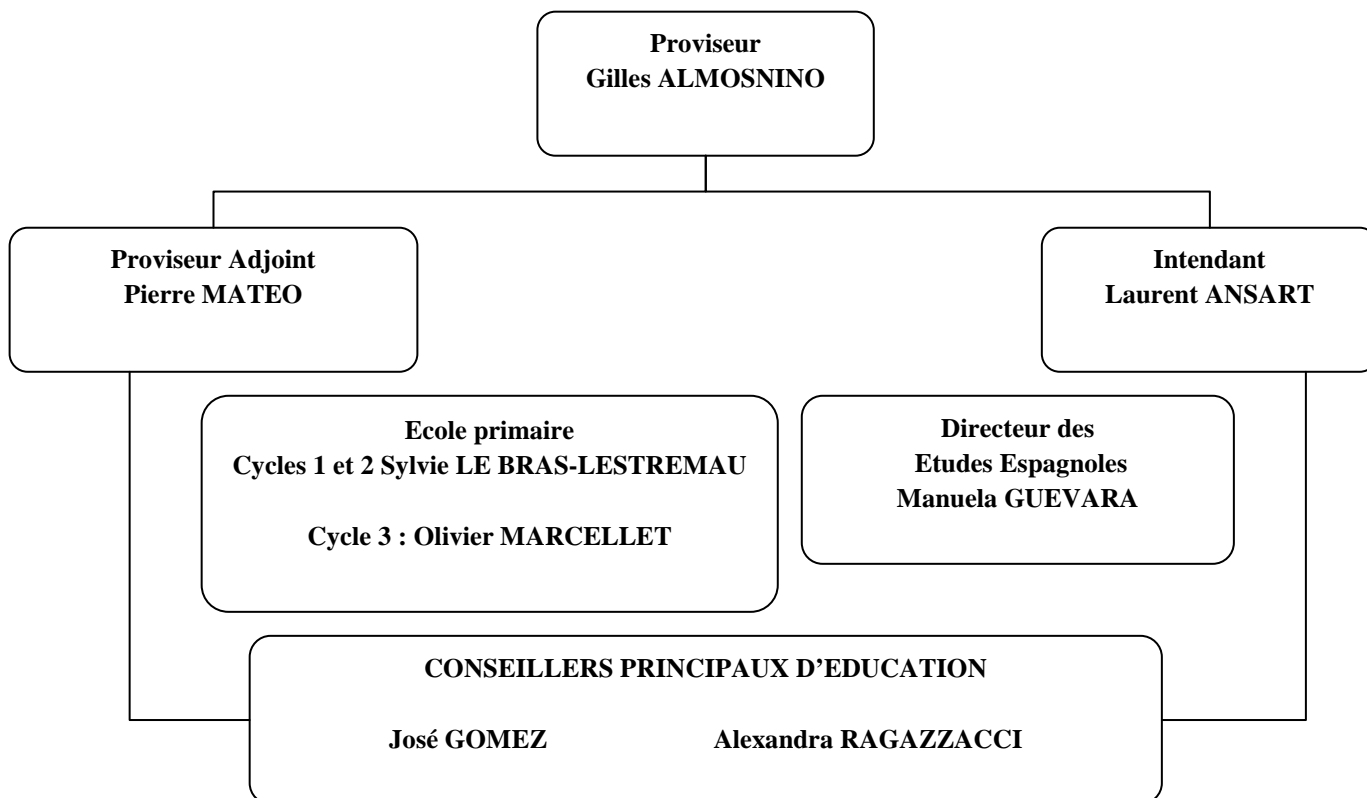 Proviseur
Gilles ALMOSNINO
Proviseur Adjoint
Pierre MATEO
Intendant
Laurent ANSART
Ecole primaire
Cycles 1 et 2 Sylvie LE BRAS-LESTREMAU
Cycle 3 : Olivier MARCELLET
Directeur des
Etudes Espagnoles
Manuela GUEVARA
CONSEILLERS PRINCIPAUX D’EDUCATION
José GOMEZ Alexandra RAGAZZACCI